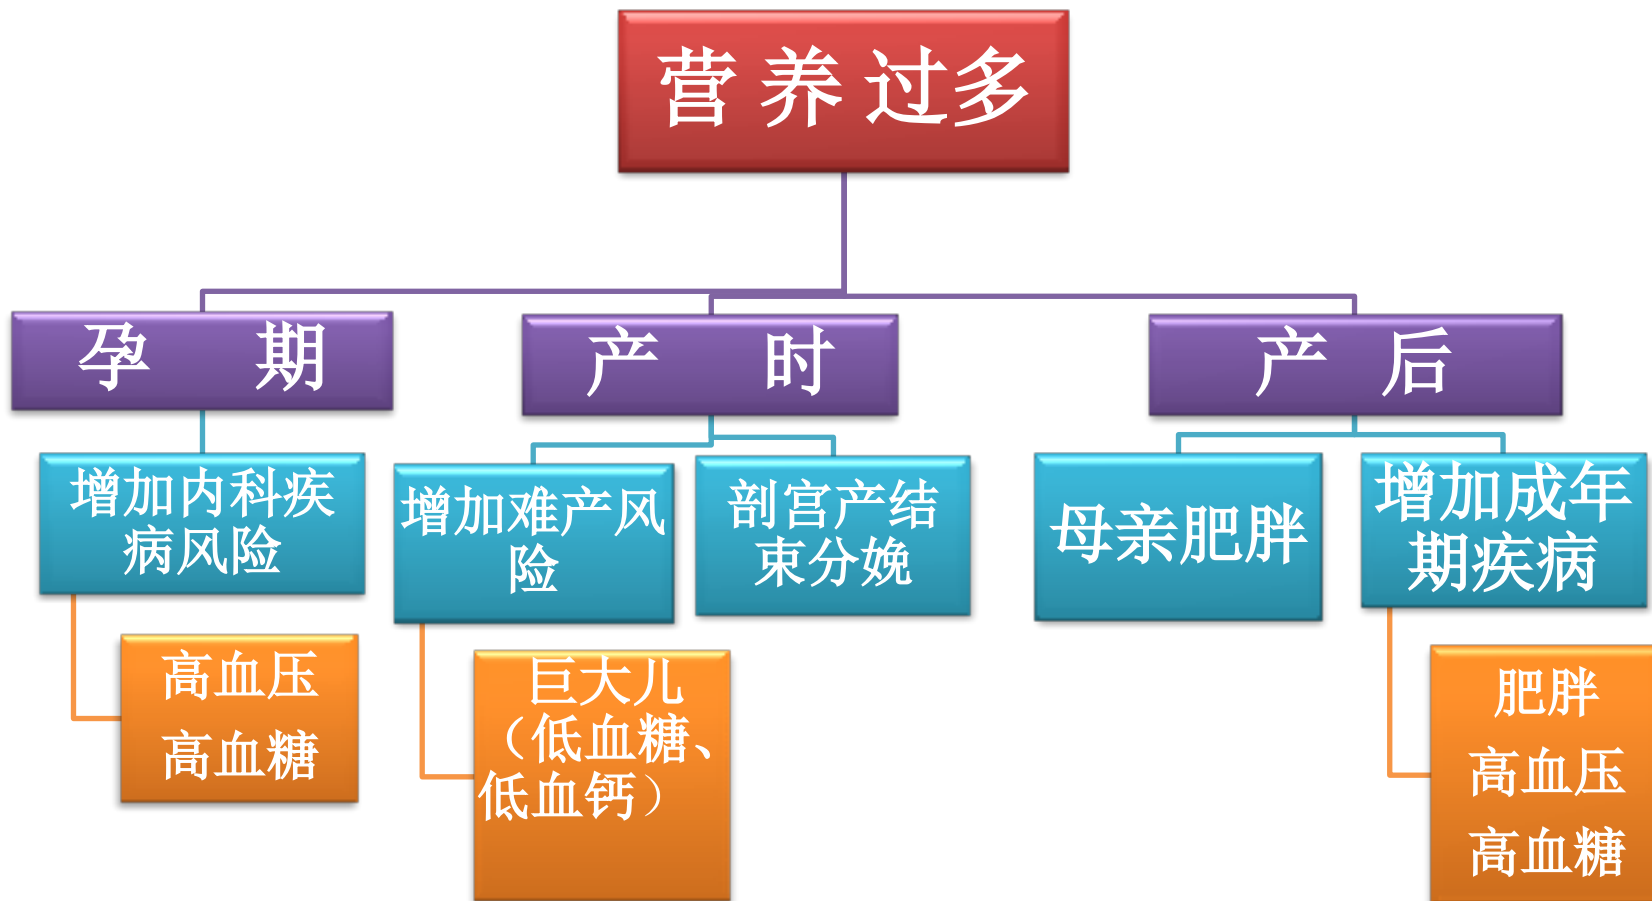 营 养 过多
孕 期
产 时
产 后
增加内科疾
病风险
增加难产风
险
剖宫产结
束分娩
母亲肥胖
增加成年
期疾病
高血压
高血糖
巨大儿
（低血糖、
低血钙）
肥胖
高血压
高血糖